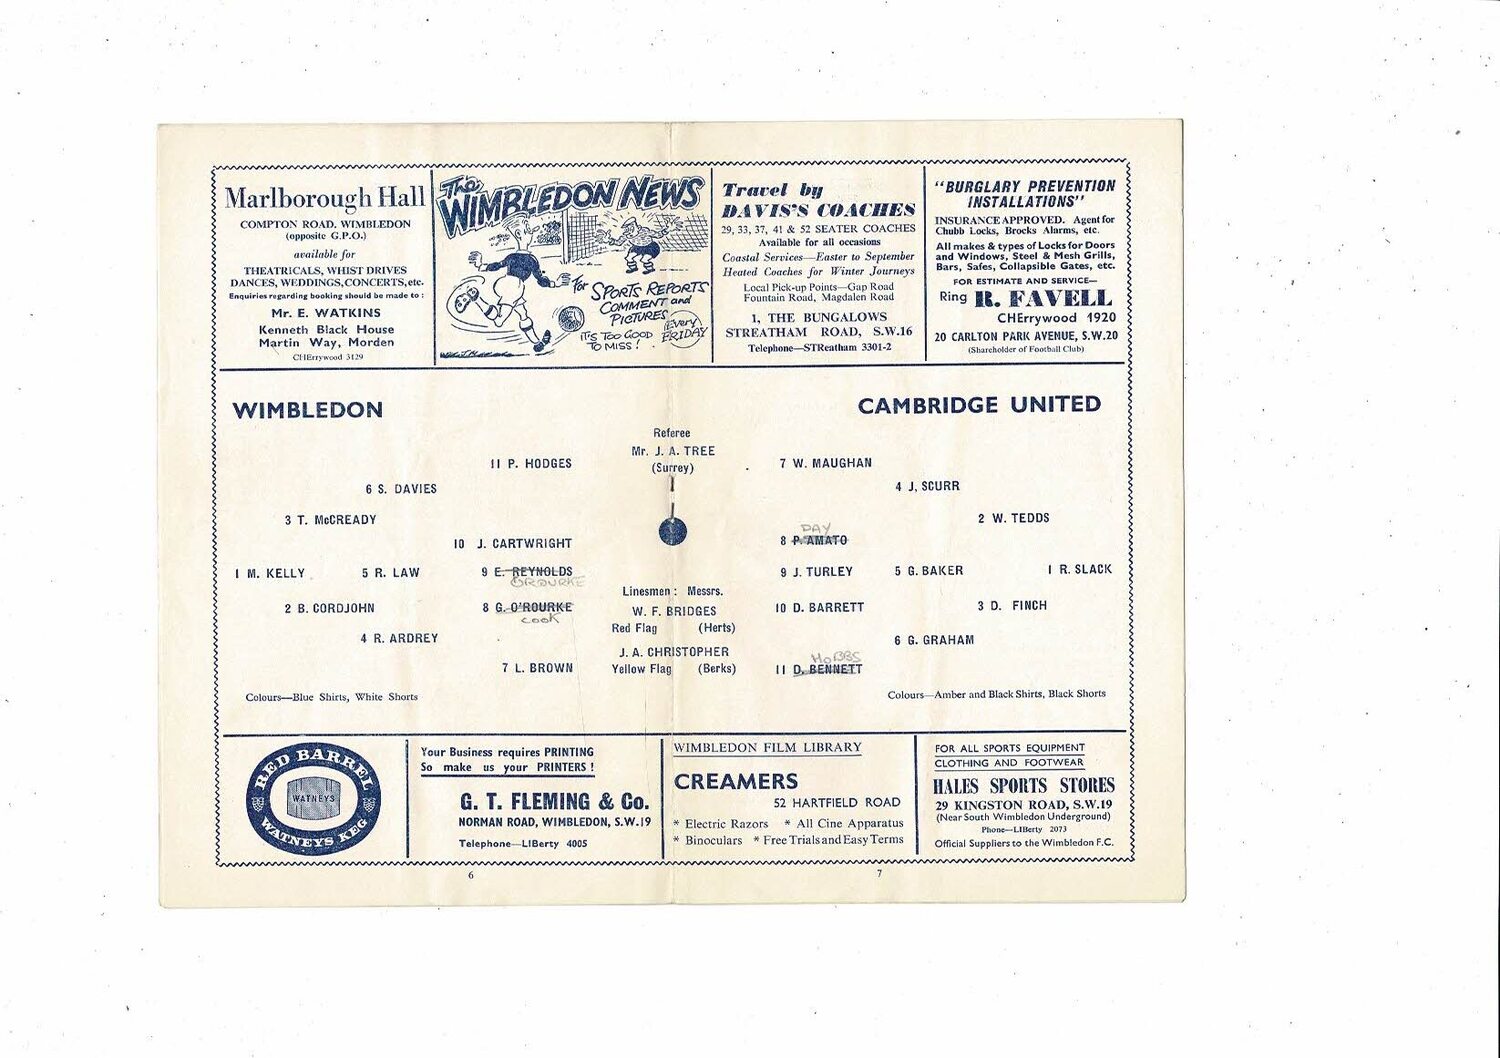 Marlborough Hall
COMPTON ROAD, WIMBLEDON
(opposite G.P.O.)
available for
THEATRICALS, WHIST DRIVES
DANCES, WEDDINGS, CONCERTS, etc.
Enquiries regarding booking should be made to :
Mr. E. WATKINS
Kenneth Black House
Martin Way, Morden
CHErrywood 3129
The
WIMBLEDON NEWS
For SPORTS REPORTS
COMMENT and
PICTURES
Every
FRIDAY
IT'S TOO GOOD
TO MISS!
Travel by
DAVIS'S COACHES
29, 33, 37, 41 & 52 SEATER COACHES
Available for all occasions
Coastal Services—Easter to September
Heated Coaches for Winter Journeys
Local Pick-up Points—Gap Road
Fountain Road, Magdalen Road
1, THE BUNGALOWS
STREATHAM ROAD, S.W.16
Telephone—STReatham 3301-2
"BURGLARY PREVENTION
INSTALLATIONS"
INSURANCE APPROVED. Agent for
Chubb Locks, Brocks Alarms, etc.
All makes & types of Locks for Doors
and Windows, Steel & Mesh Grills,
Bars, Safes, Collapsible Gates, etc.
FOR ESTIMATE AND SERVICE—
Ring R. FAVELL
CHErrywood 1920
20 CARLTON PARK AVENUE, S.W.20
(Shareholder of Football Club)
WIMBLEDON
CAMBRIDGE UNITED
Referee
Mr. J. A. TREE
(Surrey)
11 P. HODGES
7 W. MAUGHAN
6 S. DAVIES
4 J, SCURR
3 T. McCREADY
2 W. TEDDS
DAY
10 J. CARTWRIGHT
8 P. AMATO
1 M. KELLY
5 R. LAW
9 E. REYNOLDS
OROURKE
9 J. TURLEY
5 G. BAKER
1 R. SLACK
Linesmen : Messrs.
2 B. CORDJOHN
8 G. O'ROURKE
COOK
W. F. BRIDGES
Red Flag (Herts)
10 D. BARRETT
3 D. FINCH
4 R. ARDREY
6 G. GRAHAM
J. A. CHRISTOPHER
Yellow Flag (Berks)
HOBBS
7 L. BROWN
11 D. BENNETT
Colours—Blue Shirts, White Shorts
Colours—Amber and Black Shirts, Black Shorts
RED BARREL
WATNEYS
WATNEYS KEG
Your Business requires PRINTING
So make us your PRINTERS !
G. T. FLEMING & Co.
NORMAN ROAD, WIMBLEDON, S.W.19
Telephone—LIBerty 4005
WIMBLEDON FILM LIBRARY
CREAMERS
52 HARTFIELD ROAD
* Electric Razors * All Cine Apparatus
* Binoculars * Free Trials and Easy Terms
FOR ALL SPORTS EQUIPMENT
CLOTHING AND FOOTWEAR
HALES SPORTS STORES
29 KINGSTON ROAD, S.W.19
(Near South Wimbledon Underground)
Phone—LIBerty 2073
Official Suppliers to the Wimbledon F.C.
6
7